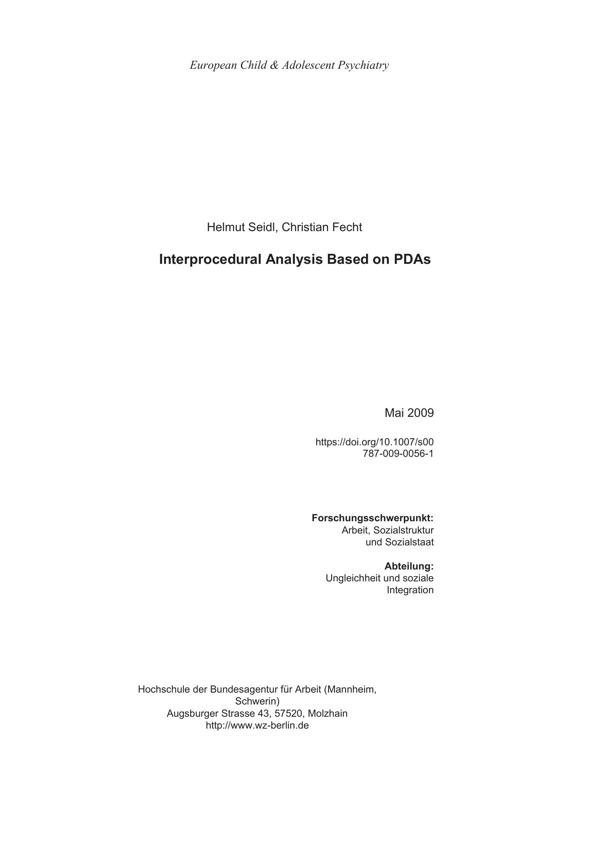 European Child & Adolescent Psychiatry
Helmut Seidl, Christian Fecht
Interprocedural Analysis Based on PDAs
Mai 2009
https://doi.org/10.1007/s00
787-009-0056-1
Forschungsschwerpunkt:
Arbeit, Sozialstruktur
und Sozialstaat
Abteilung:
Ungleichheit und soziale
Integration
Hochschule der Bundesagentur für Arbeit (Mannheim,
Schwerin)
Augsburger Strasse 43, 57520, Molzhain
http://www.wz-berlin.de